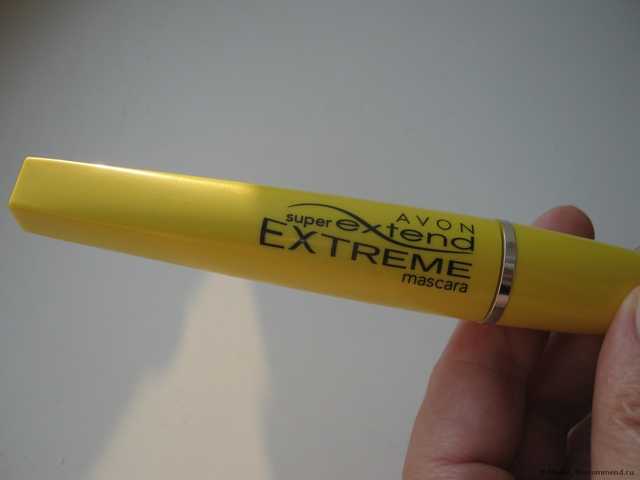 AVON
super extend
EXTREME
mascara